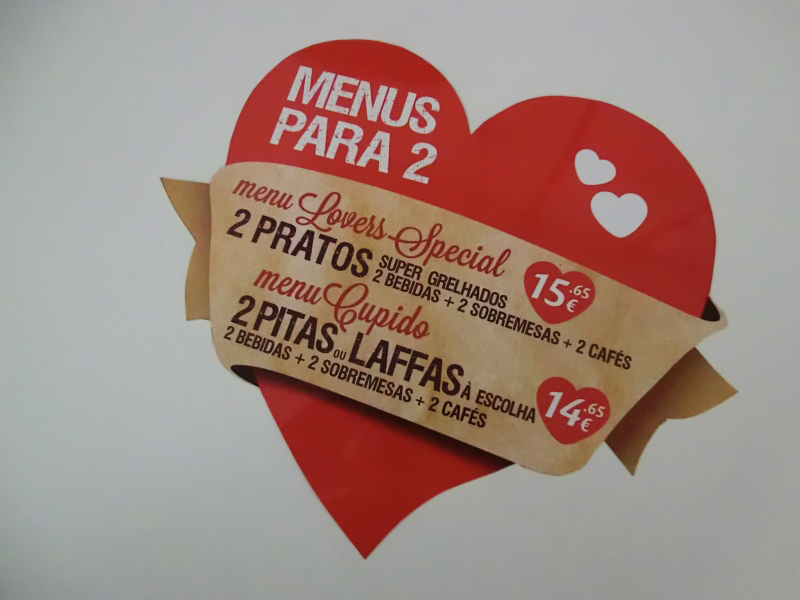 MENUS
PARA 2
menu Lovers Special
2 PRATOS SUPER GRELHADOS
2 BEBIDAS + 2 SOBREMESAS + 2 CAFÉS
15.65€
menu Cupido
2 PITAS ou LAFFAS À ESCOLHA
2 BEBIDAS + 2 SOBREMESAS + 2 CAFÉS
14.65€